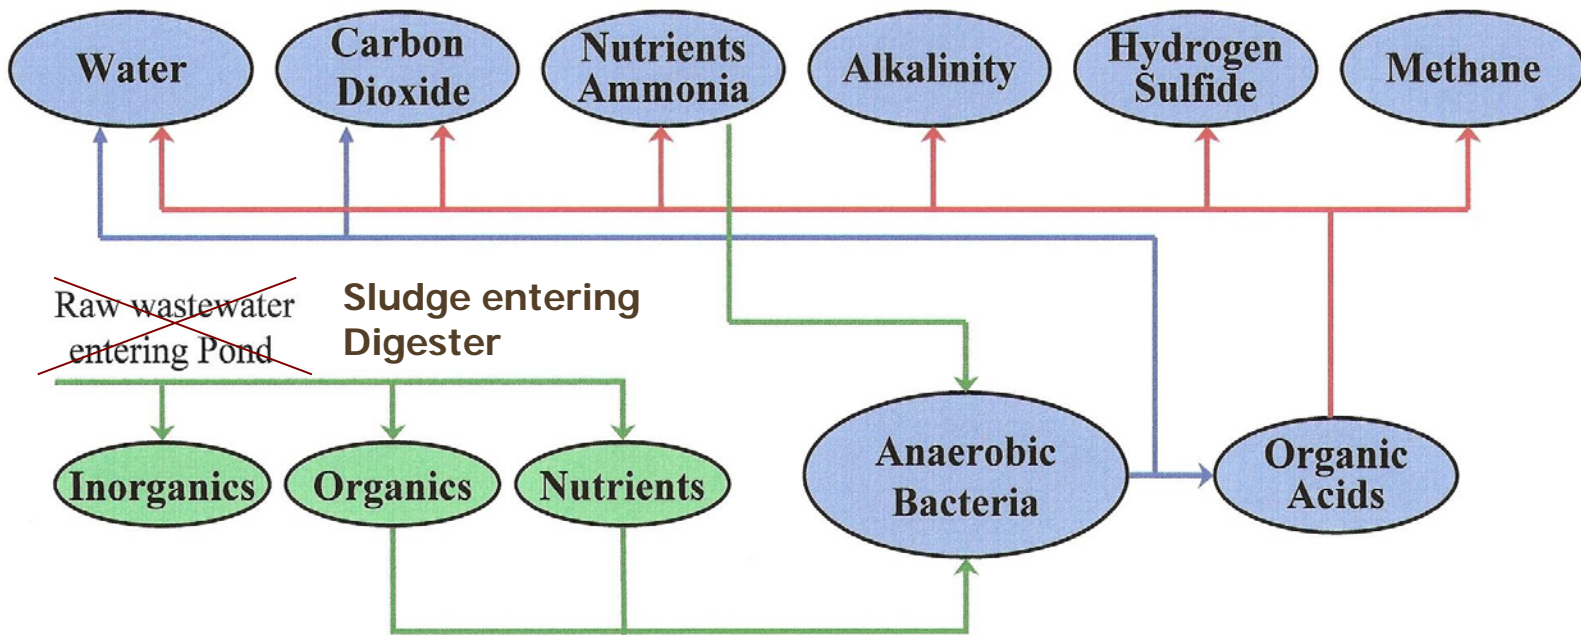 Water
Carbon
Dioxide
Nutrients
Ammonia
Alkalinity
Hydrogen
Sulfide
Methane
Raw wastewater
entering Pond
Sludge entering
Digester
Inorganics
Organics
Nutrients
Anaerobic
Bacteria
Organic
Acids